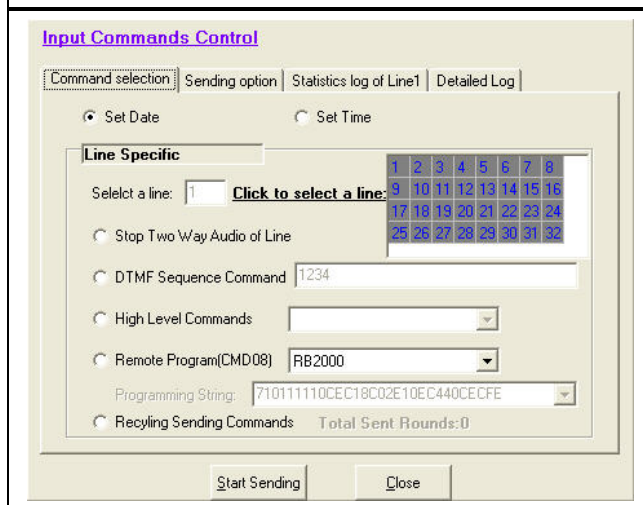 Input Commands Control
Command selection Sending option Statistics log of Line1 Detailed Log
Set Date Set Time
Line Specific
Selelct a line: 1 Click to select a line:
1 2 3 4 5 6 7 8
9 10 11 12 13 14 15 16
17 18 19 20 21 22 23 24
25 26 27 28 29 30 31 32
Stop Two Way Audio of Line
DTMF Sequence Command 1234
High Level Commands
Remote Program(CMD08) RB2000
Programming String: 710111110CEC18C02E10EC440CECFE
Recyling Sending Commands Total Sent Rounds:0
Start Sending Close